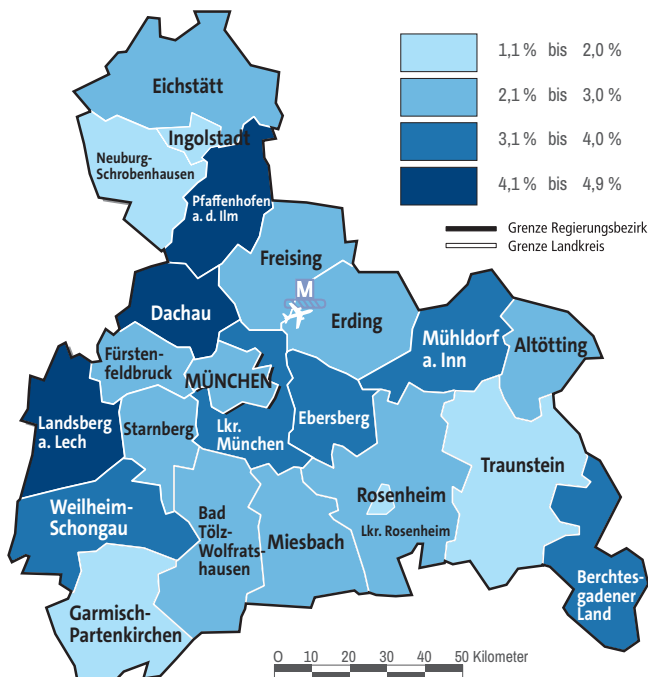 1,1 % bis 2,0 %
2,1 % bis 3,0 %
3,1 % bis 4,0 %
4,1 % bis 4,9 %
Grenze Regierungsbezirk
Grenze Landkreis
Eichstätt
Ingolstadt
Neuburg-
Schrobenhausen
Pfaffenhofen
a. d. Ilm
Freising
M
Erding
Dachau
Mühldorf
a. Inn
Altötting
Fürsten-
feldbruck
MÜNCHEN
Landsberg
a. Lech
Starnberg
Lkr.
München
Ebersberg
Traunstein
Rosenheim
Lkr. Rosenheim
Weilheim-
Schongau
Bad
Tölz-
Wolfrats-
hausen
Miesbach
Berchtes-
gadener
Land
Garmisch-
Partenkirchen
0 10 20 30 40 50 Kilometer